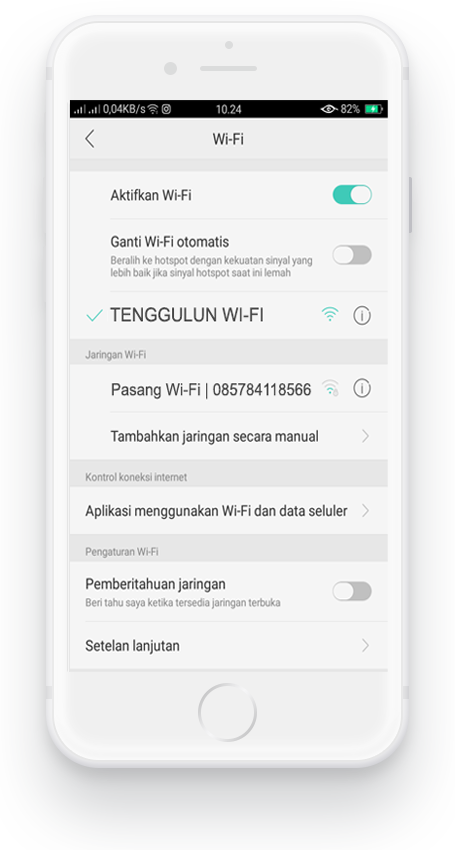 0,04KB/s 10.24 82%
Wi-Fi
Aktifkan Wi-Fi
Ganti Wi-Fi otomatis
Beralih ke hotspot dengan kekuatan sinyal yang
lebih baik jika sinyal hotspot saat ini lemah
TENGGULUN WI-FI
Jaringan Wi-Fi
Pasang Wi-Fi | 085784118566
Tambahkan jaringan secara manual
Kontrol koneksi internet
Aplikasi menggunakan Wi-Fi dan data seluler
Pengaturan Wi-Fi
Pemberitahuan jaringan
Beri tahu saya ketika tersedia jaringan terbuka
Setelan lanjutan